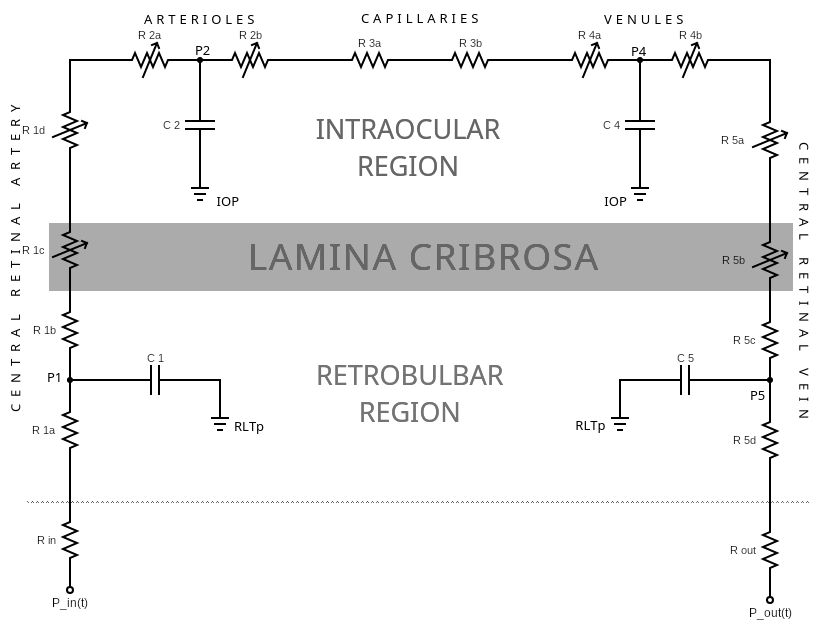 ARTERIOLES
CAPILLARIES
VENULES
R 2a
P2
R 2b
R 3a
R 3b
R 4a
P4
R 4b
CENTRAL RETINAL ARTERY
R 1d
C 2
INTRAOCULAR
REGION
C 4
R 5a
CENTRAL RETINAL VEIN
IOP
IOP
R 1c
LAMINA CRIBROSA
R 5b
R 1b
R 5c
C 1
C 5
P1
RETROBULBAR
REGION
P5
RLTp
RLTp
R 1a
R 5d
R in
R out
P_in(t)
P_out(t)